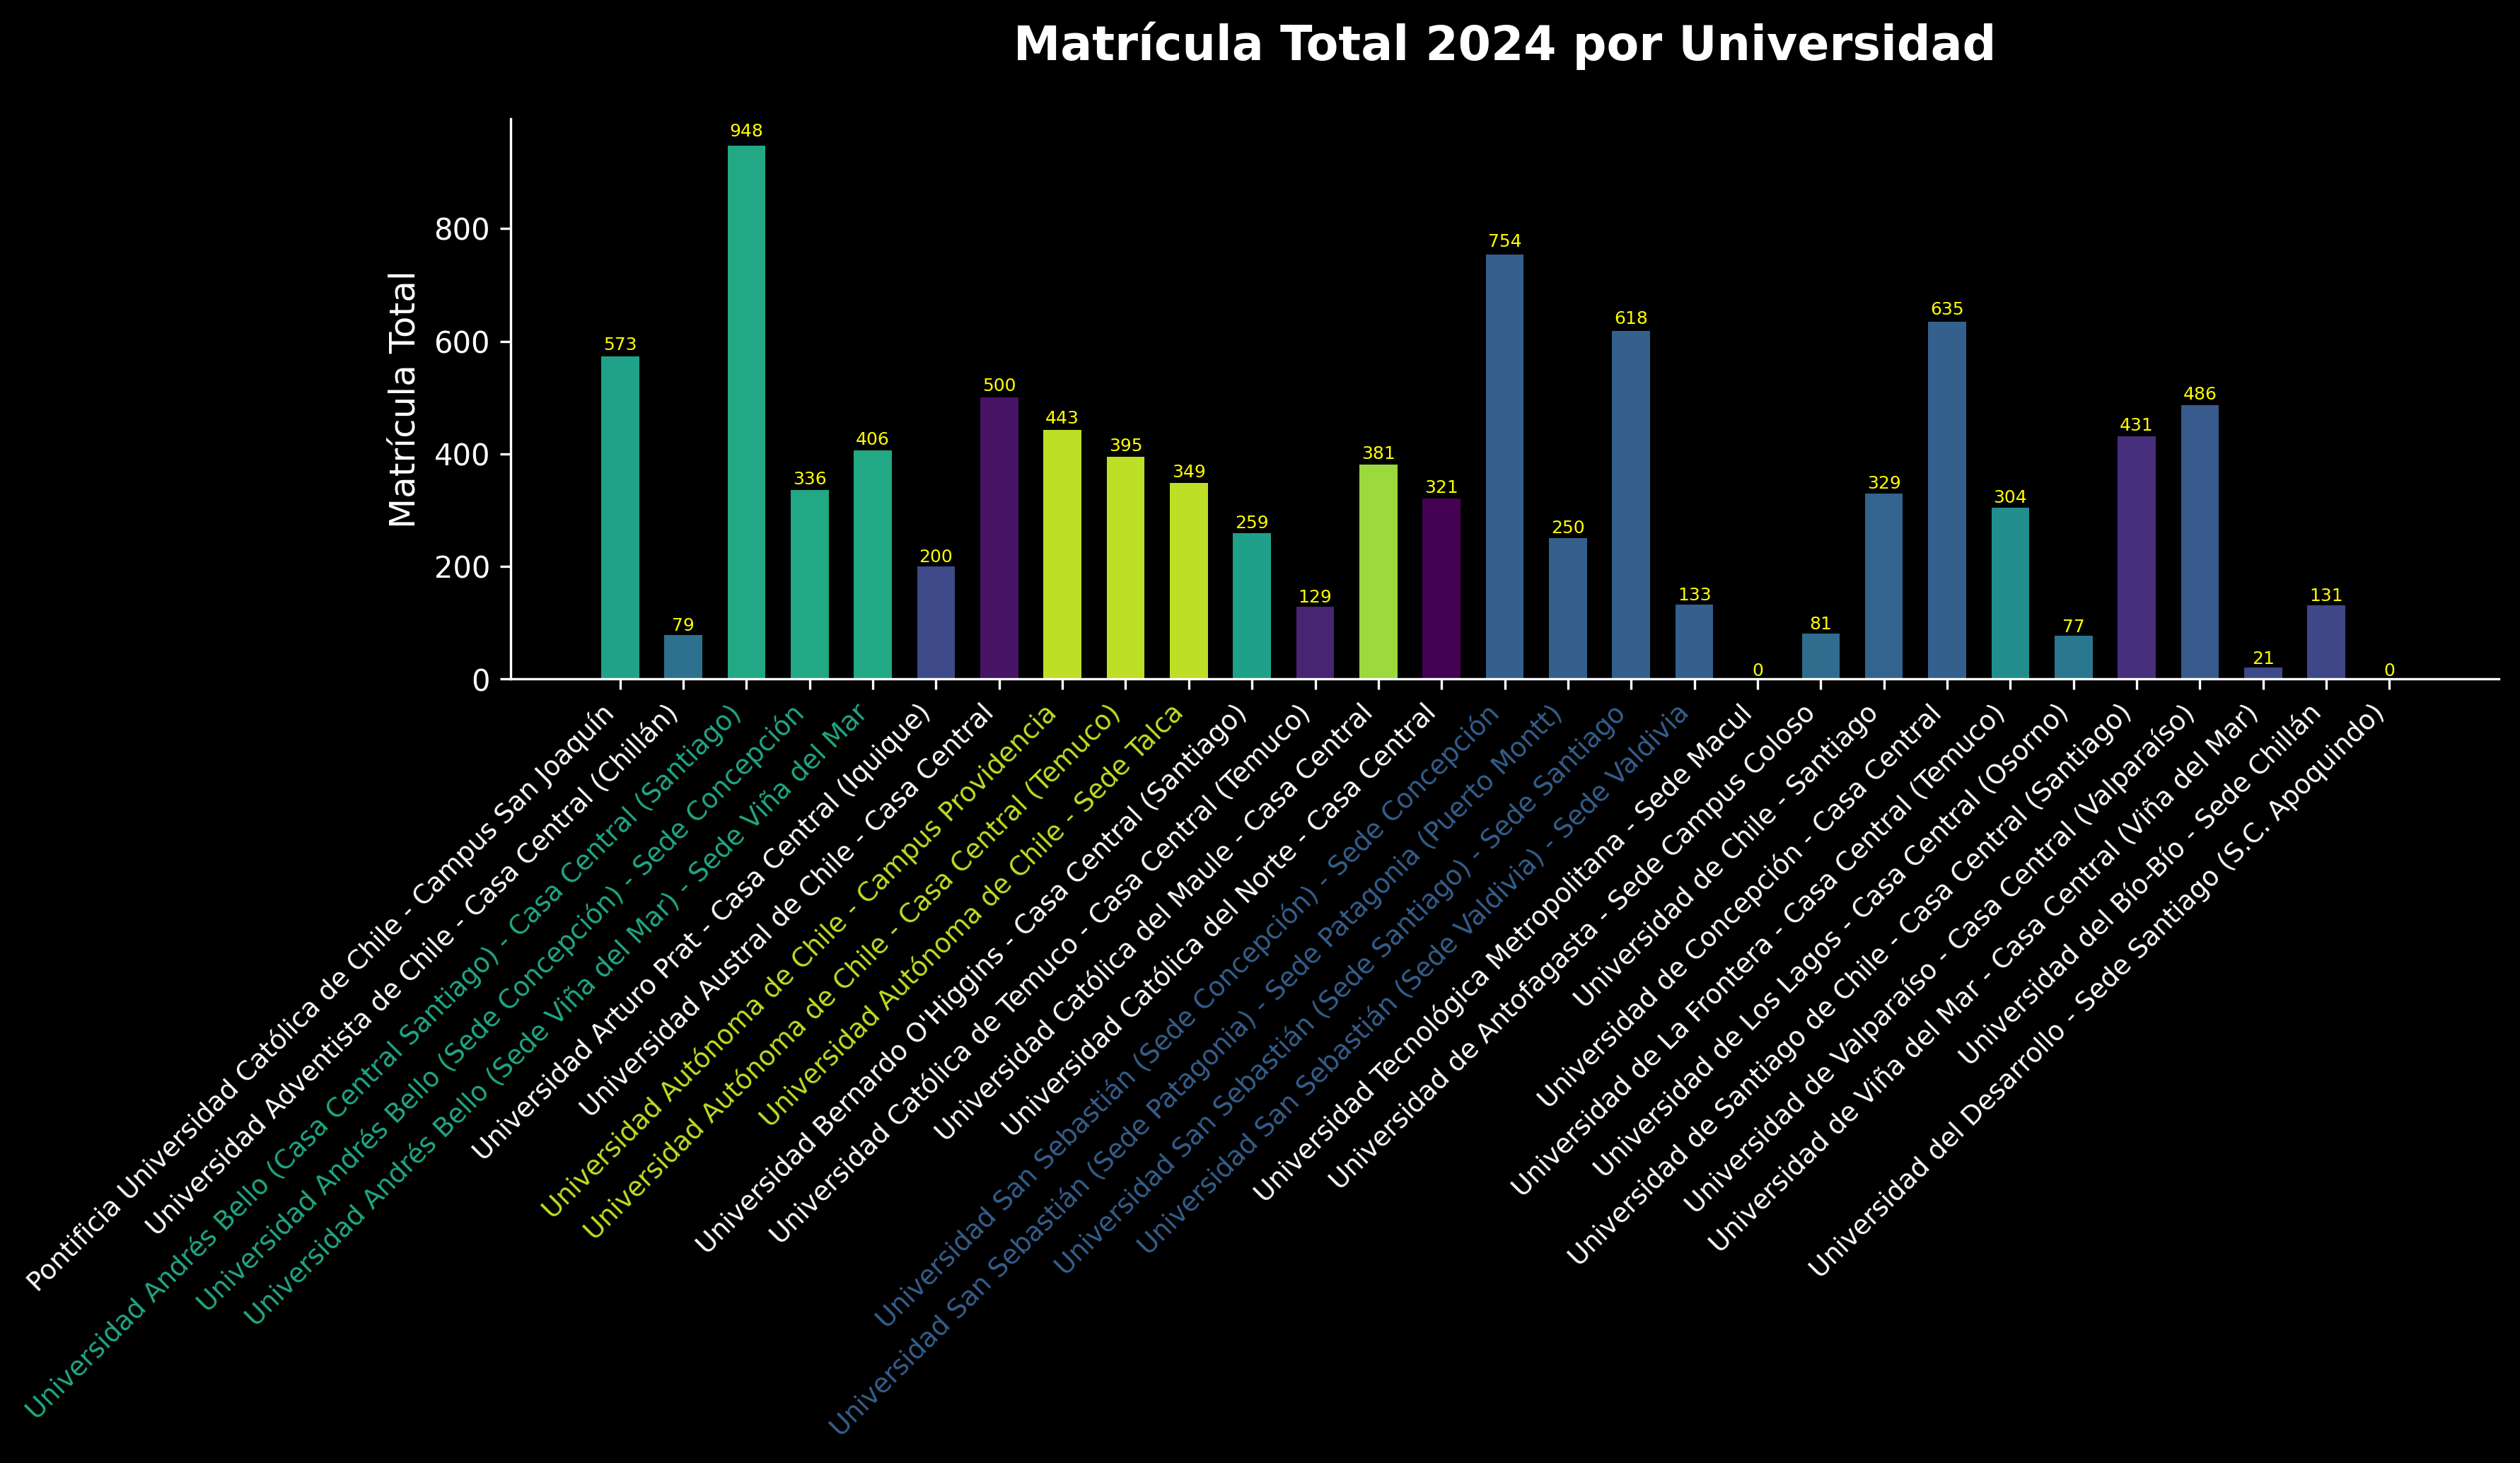 Matrícula Total 2024 por Universidad
Matrícula Total
800
600
400
200
0
573
79
948
336
406
200
500
443
395
349
259
129
381
321
754
250
618
133
0
81
329
635
304
77
431
486
21
131
0
Pontificia Universidad Católica de Chile - Campus San Joaquín
Universidad Adventista de Chile - Casa Central (Chillán)
Universidad Andrés Bello (Casa Central Santiago) - Casa Central (Santiago)
Universidad Andrés Bello (Sede Concepción) - Sede Concepción
Universidad Andrés Bello (Sede Viña del Mar) - Sede Viña del Mar
Universidad Arturo Prat - Casa Central (Iquique)
Universidad Austral de Chile - Casa Central
Universidad Autónoma de Chile - Campus Providencia
Universidad Autónoma de Chile - Casa Central (Temuco)
Universidad Autónoma de Chile - Sede Talca
Universidad Bernardo O'Higgins - Casa Central (Santiago)
Universidad Católica de Temuco - Casa Central (Temuco)
Universidad Católica del Maule - Casa Central
Universidad Católica del Norte - Casa Central
Universidad San Sebastián (Sede Concepción) - Sede Concepción
Universidad San Sebastián (Sede Patagonia) - Sede Patagonia (Puerto Montt)
Universidad San Sebastián (Sede Santiago) - Sede Santiago
Universidad San Sebastián (Sede Valdivia) - Sede Valdivia
Universidad Tecnológica Metropolitana - Sede Macul
Universidad de Antofagasta - Sede Campus Coloso
Universidad de Chile - Santiago
Universidad de Concepción - Casa Central
Universidad de La Frontera - Casa Central (Temuco)
Universidad de Los Lagos - Casa Central (Osorno)
Universidad de Santiago de Chile - Casa Central (Santiago)
Universidad de Valparaíso - Casa Central (Valparaíso)
Universidad de Viña del Mar - Casa Central (Viña del Mar)
Universidad del Bío-Bío - Sede Chillán
Universidad del Desarrollo - Sede Santiago (S.C. Apoquindo)